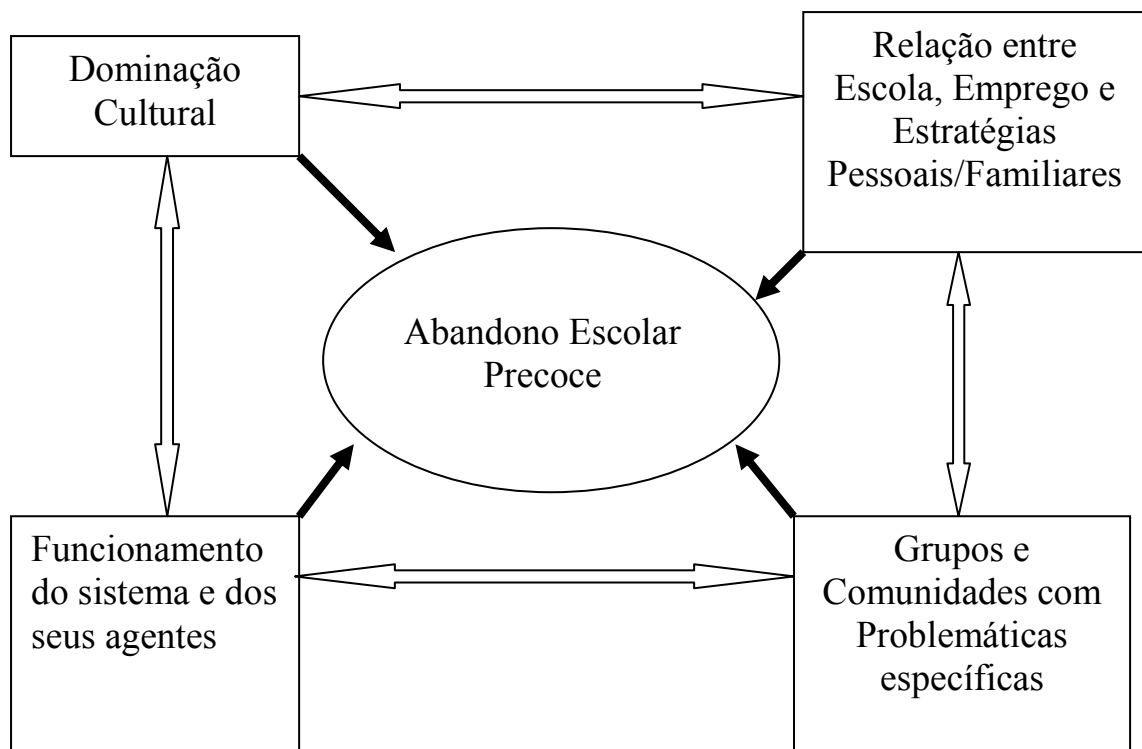 Dominação
Cultural
Relação entre
Escola, Emprego e
Estratégias
Pessoais/Familiares
Abandono Escolar
Precoce
Funcionamento
do sistema e dos
seus agentes
Grupos e
Comunidades com
Problemáticas
específicas